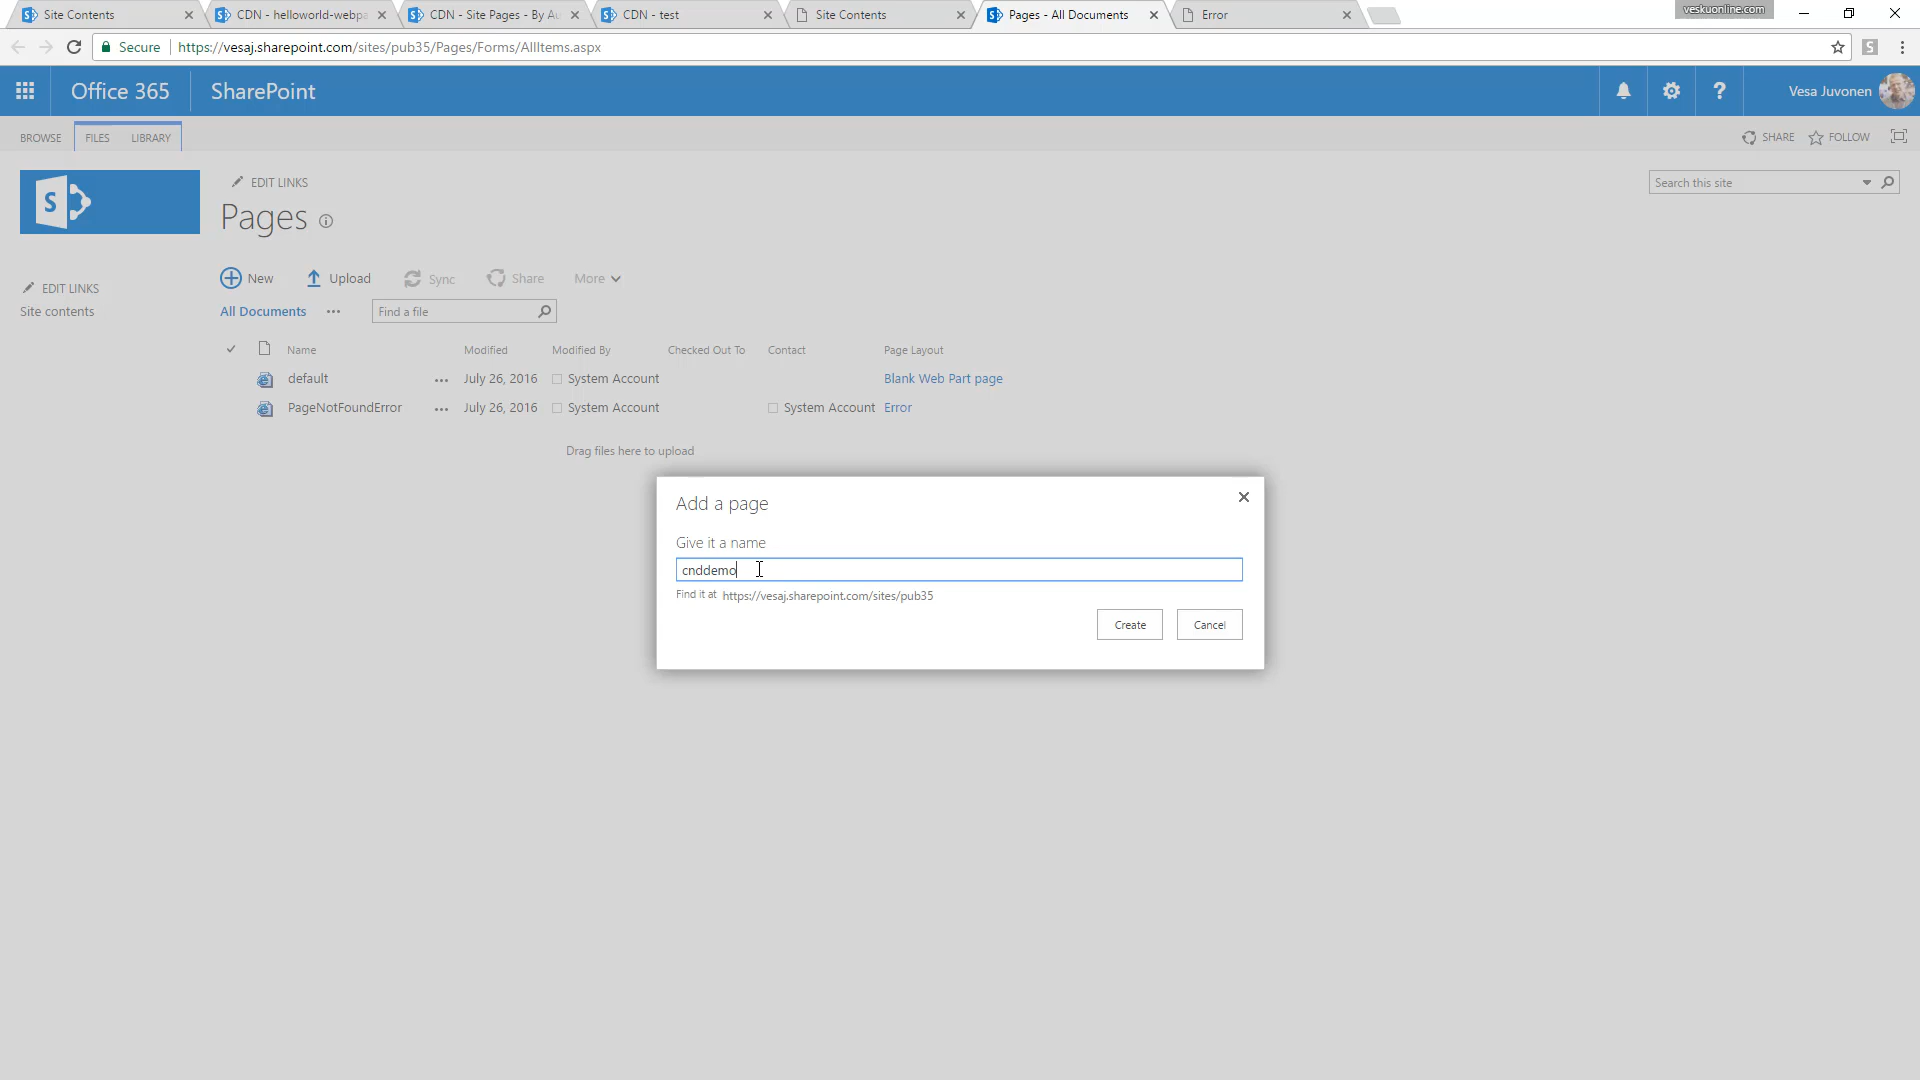 Site Contents
CDN - helloworld-webpa
CDN - Site Pages - By Au
CDN - test
Site Contents
Pages - All Documents
Error
veskuonline.com
Secure
https://vesaj.sharepoint.com/sites/pub35/Pages/Forms/AllItems.aspx
S
Office 365
SharePoint
?
Vesa Juvonen
BROWSE
FILES
LIBRARY
SHARE
FOLLOW
S
EDIT LINKS
Search this site
Pages
New
Upload
Sync
Share
More
EDIT LINKS
Site contents
All Documents
...
Find a file
Name
Modified
Modified By
Checked Out To
Contact
Page Layout
default
...
July 26, 2016
System Account
Blank Web Part page
PageNotFoundError
...
July 26, 2016
System Account
System Account
Error
Drag files here to upload
Add a page
Give it a name
cnddemo
Find it at https://vesaj.sharepoint.com/sites/pub35
Create
Cancel